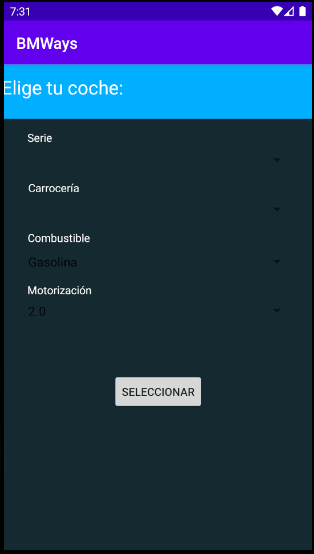 7:31
BMWays
Elige tu coche:
Serie
Carrocería
Combustible
Gasolina
Motorización
2.0
SELECCIONAR